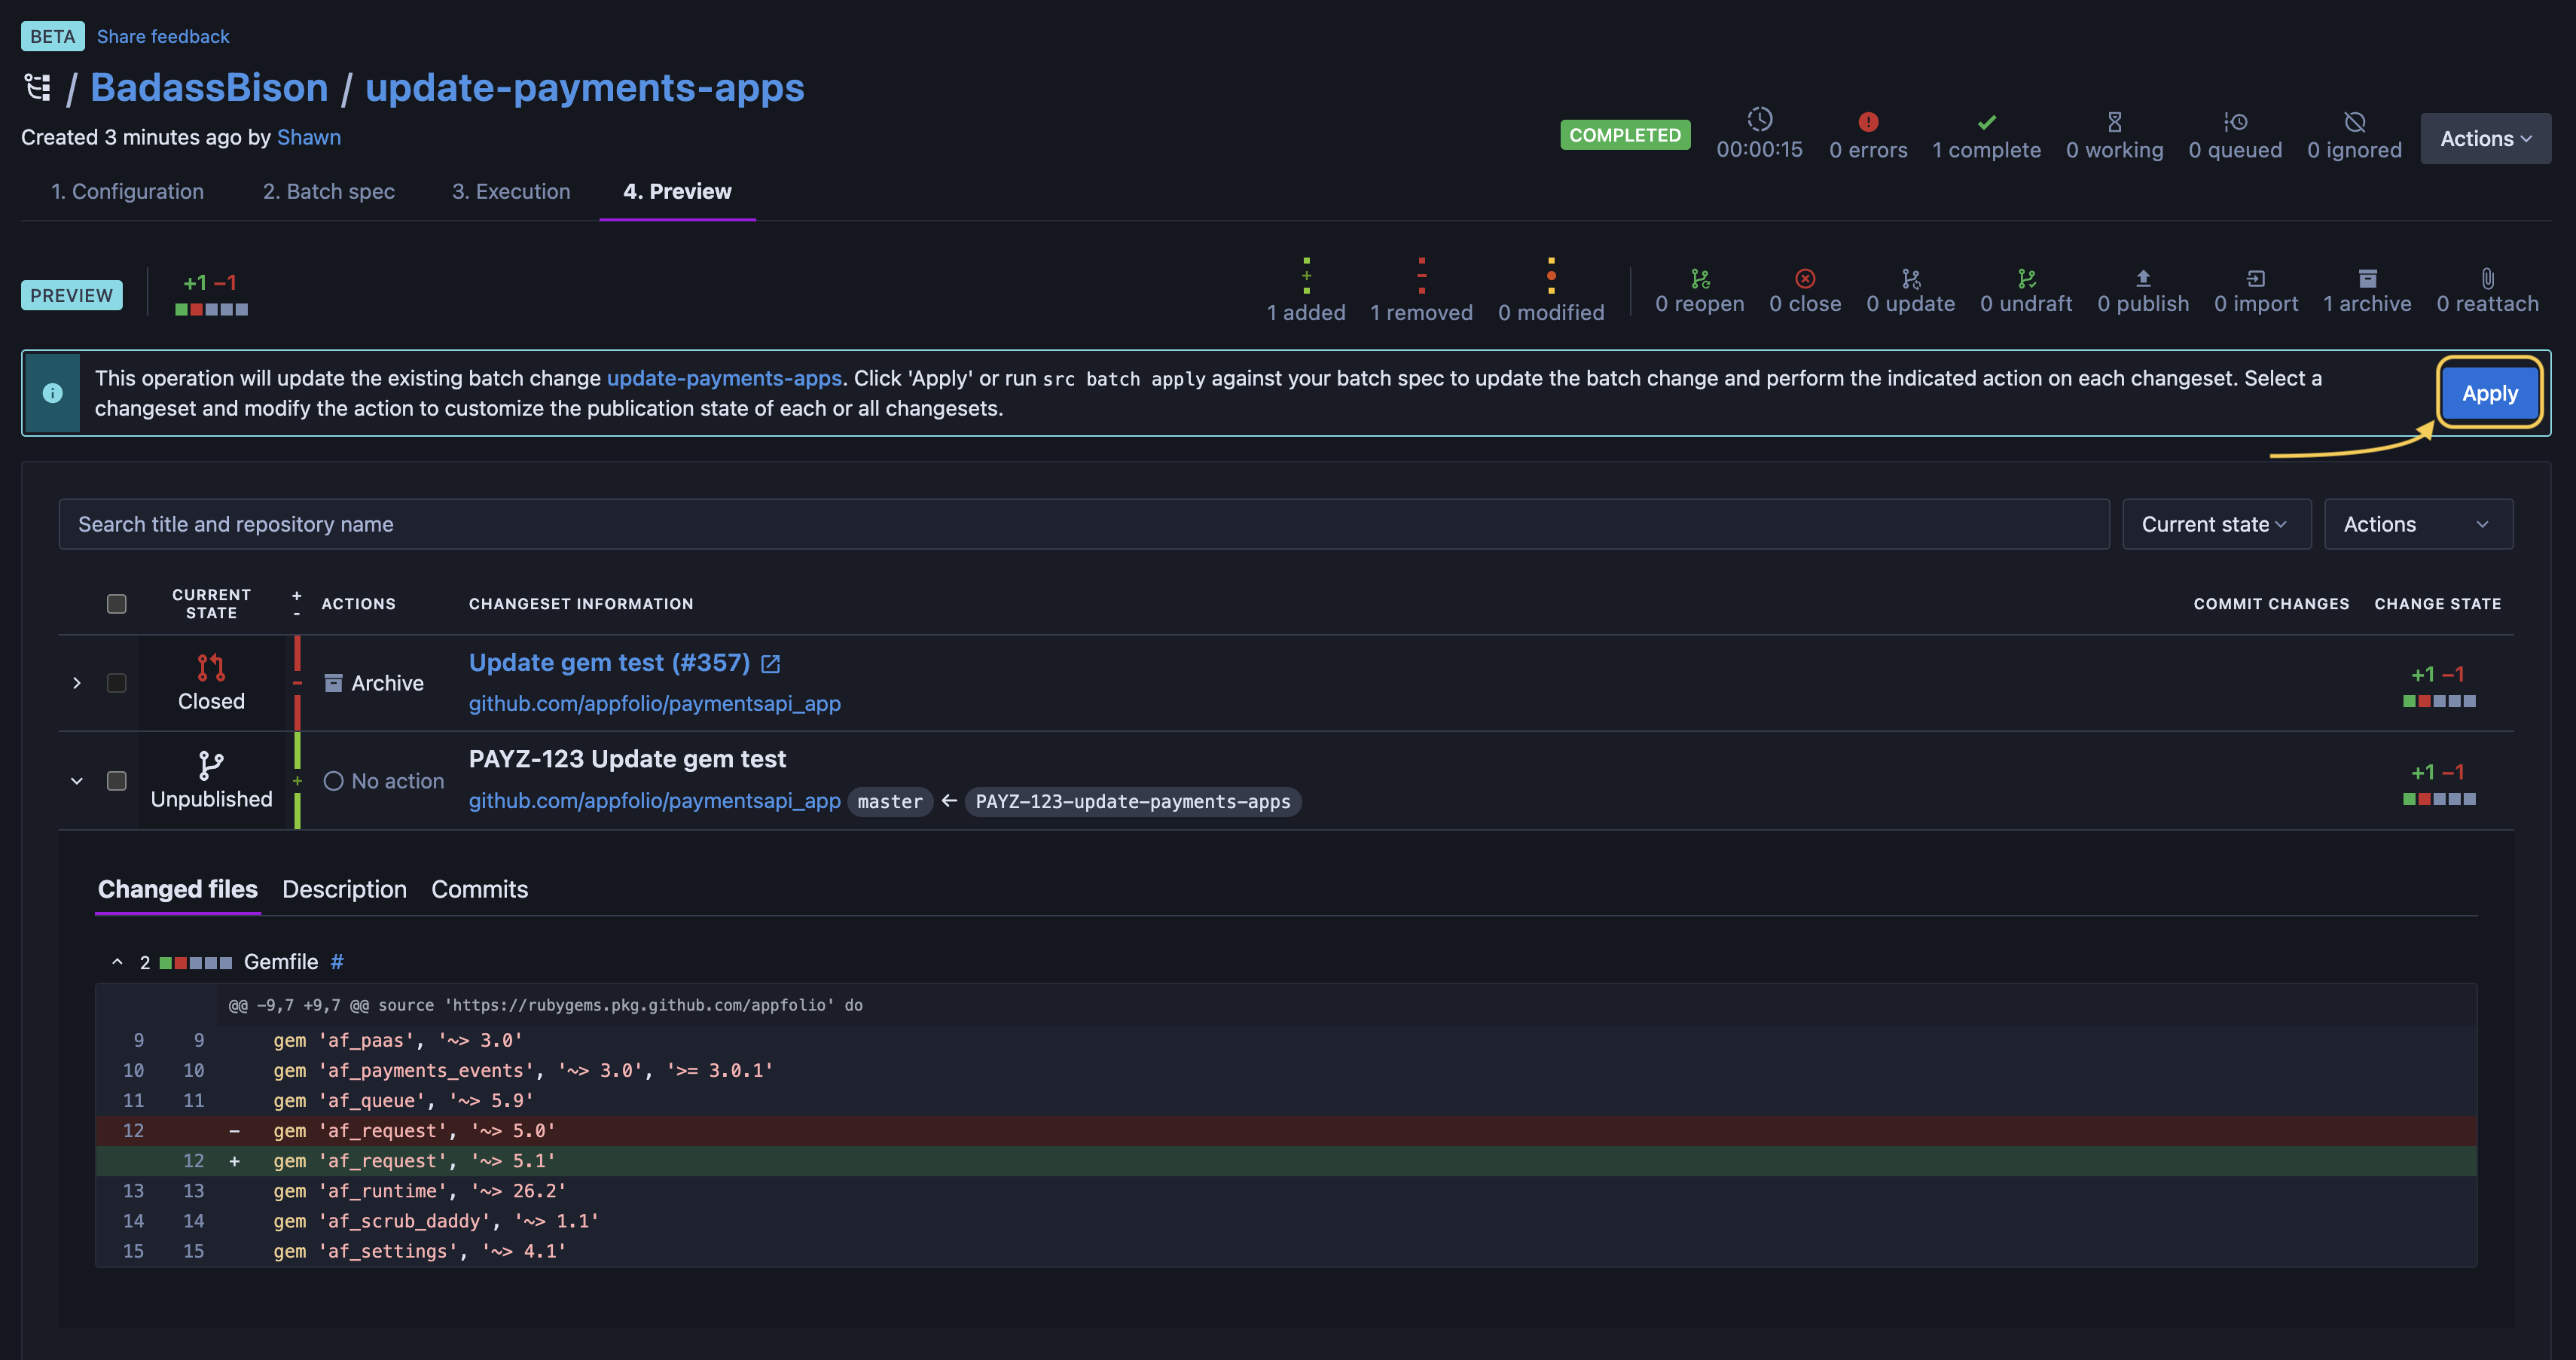 BETA Share feedback
/ BadassBison / update-payments-apps
Created 3 minutes ago by Shawn
COMPLETED 00:00:15 0 errors 1 complete 0 working 0 queued 0 ignored Actions
1. Configuration 2. Batch spec 3. Execution 4. Preview
PREVIEW +1 −1 1 added 1 removed 0 modified 0 reopen 0 close 0 update 0 undraft 0 publish 0 import 1 archive 0 reattach
This operation will update the existing batch change update-payments-apps. Click 'Apply' or run src batch apply against your batch spec to update the batch change and perform the indicated action on each changeset. Select a
changeset and modify the action to customize the publication state of each or all changesets.
Apply
Search title and repository name Current state Actions
CURRENT STATE + - ACTIONS CHANGESET INFORMATION COMMIT CHANGES CHANGE STATE
Closed − Archive Update gem test (#357) +1 −1
github.com/appfolio/paymentsapi_app
Unpublished + No action PAYZ-123 Update gem test +1 −1
github.com/appfolio/paymentsapi_app master ← PAYZ-123-update-payments-apps
Changed files Description Commits
2 Gemfile #
@@ -9,7 +9,7 @@ source 'https://rubygems.pkg.github.com/appfolio' do
9 9 gem 'af_paas', '~> 3.0'
10 10 gem 'af_payments_events', '~> 3.0', '>= 3.0.1'
11 11 gem 'af_queue', '~> 5.9'
12 - gem 'af_request', '~> 5.0'
12 + gem 'af_request', '~> 5.1'
13 13 gem 'af_runtime', '~> 26.2'
14 14 gem 'af_scrub_daddy', '~> 1.1'
15 15 gem 'af_settings', '~> 4.1'